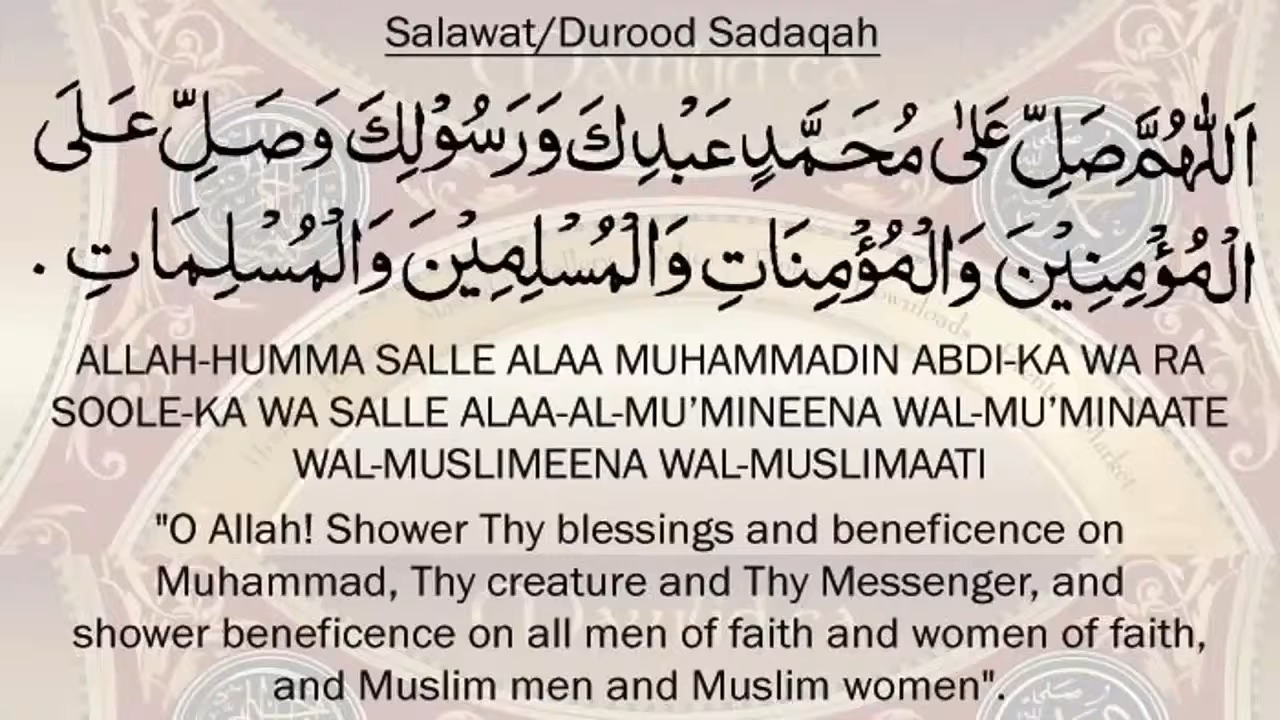 Salawat/Durood Sadaqah
اَللّٰهُمَّ صَلِّ عَلٰى مُحَمَّدٍ عَبْدِكَ وَرَسُوْلِكَ وَصَلِّ عَلَى
الْمُؤْمِنِيْنَ وَالْمُؤْمِنَاتِ وَالْمُسْلِمِيْنَ وَالْمُسْلِمَاتِ .
ALLAH-HUMMA SALLE ALAA MUHAMMADIN ABDI-KA WA RA
SOOLE-KA WA SALLE ALAA-AL-MU’MINEENA WAL-MU’MINAATE
WAL-MUSLIMEENA WAL-MUSLIMAATI
"O Allah! Shower Thy blessings and beneficence on
Muhammad, Thy creature and Thy Messenger, and
shower beneficence on all men of faith and women of faith,
and Muslim men and Muslim women".